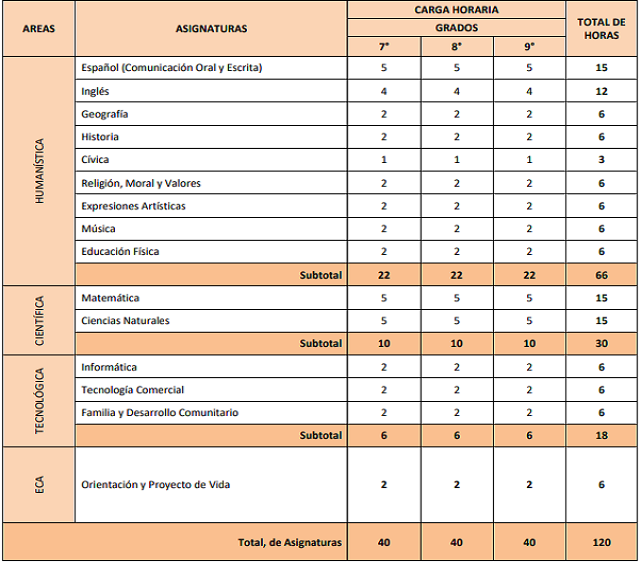 AREAS ASIGNATURAS CARGA HORARIA TOTAL DE HORAS
GRADOS
7° 8° 9°
HUMANÍSTICA
Español (Comunicación Oral y Escrita) 5 5 5 15
Inglés 4 4 4 12
Geografía 2 2 2 6
Historia 2 2 2 6
Cívica 1 1 1 3
Religión, Moral y Valores 2 2 2 6
Expresiones Artísticas 2 2 2 6
Música 2 2 2 6
Educación Física 2 2 2 6
Subtotal 22 22 22 66
CIENTÍFICA
Matemática 5 5 5 15
Ciencias Naturales 5 5 5 15
Subtotal 10 10 10 30
TECNOLÓGICA
Informática 2 2 2 6
Tecnología Comercial 2 2 2 6
Familia y Desarrollo Comunitario 2 2 2 6
Subtotal 6 6 6 18
ECA
Orientación y Proyecto de Vida 2 2 2 6
Total, de Asignaturas 40 40 40 120